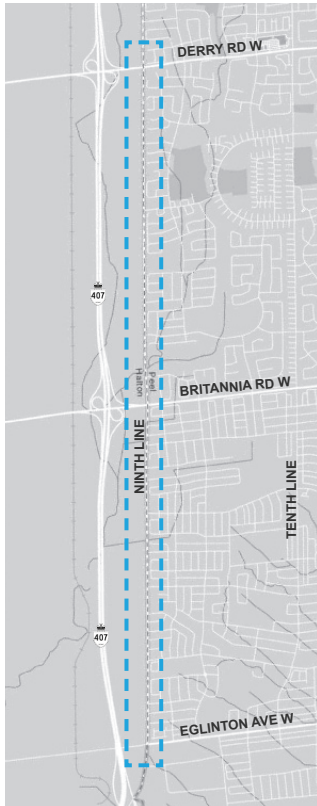 DERRY RD W
407
Peel
Halton
BRITANNIA RD W
NINTH LINE
TENTH LINE
407
EGLINTON AVE W